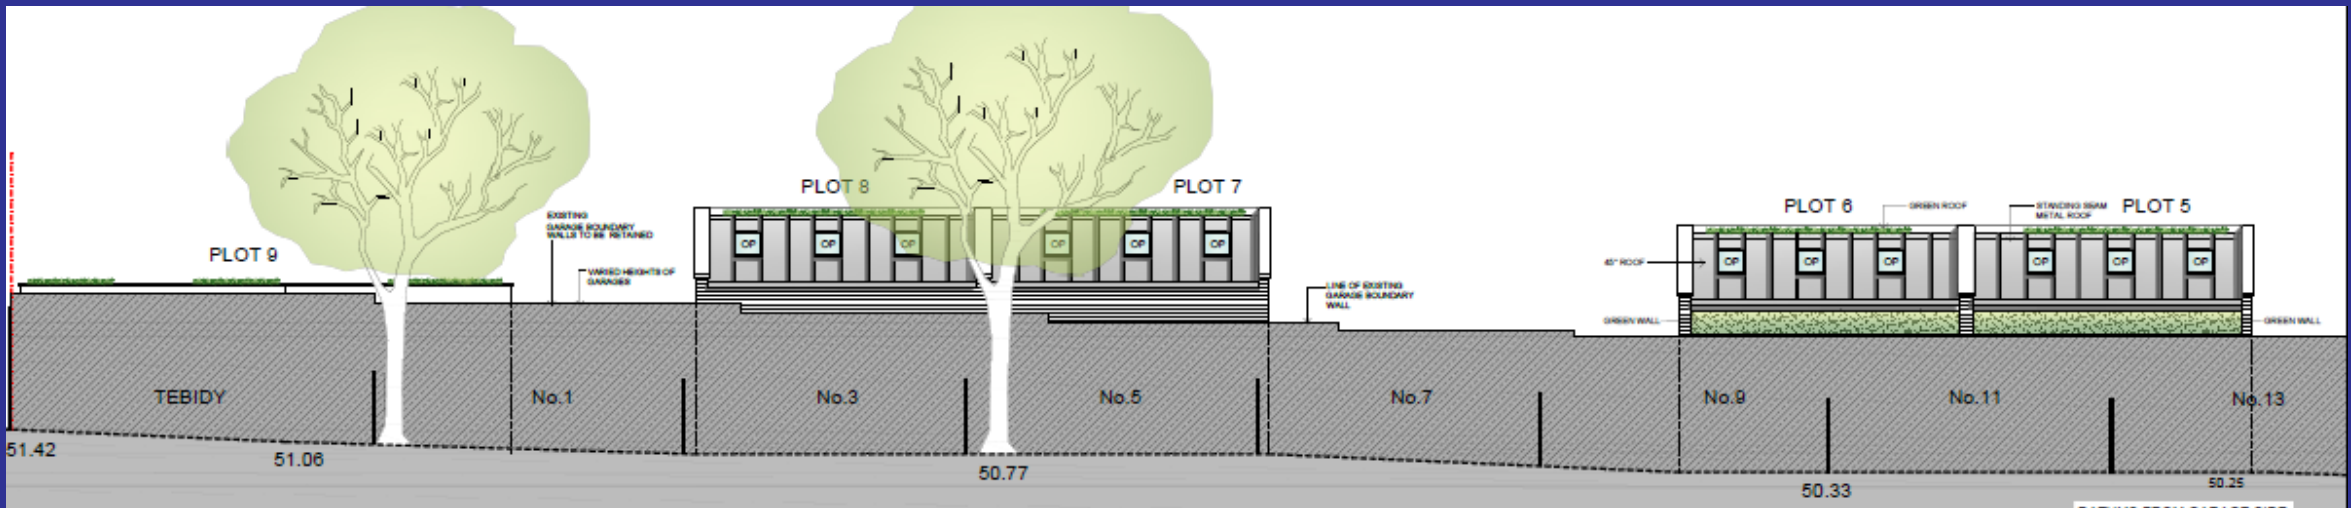 PLOT 8
PLOT 7
PLOT 6
GREEN ROOF
STANDING SEAM
METAL ROOF
PLOT 5
EXISTING
GARAGE BOUNDARY
WALLS TO BE RETAINED
PLOT 9
OP
OP
OP
OP
OP
OP
OP
OP
OP
OP
OP
OP
45° ROOF
VARIED HEIGHTS OF
GARAGES
LINE OF EXISTING
GARAGE BOUNDARY
WALL
GREEN WALL
GREEN WALL
TEBIDY
No.1
No.3
No.5
No.7
No.9
No.11
No.13
51.42
51.06
50.77
50.33
50.25